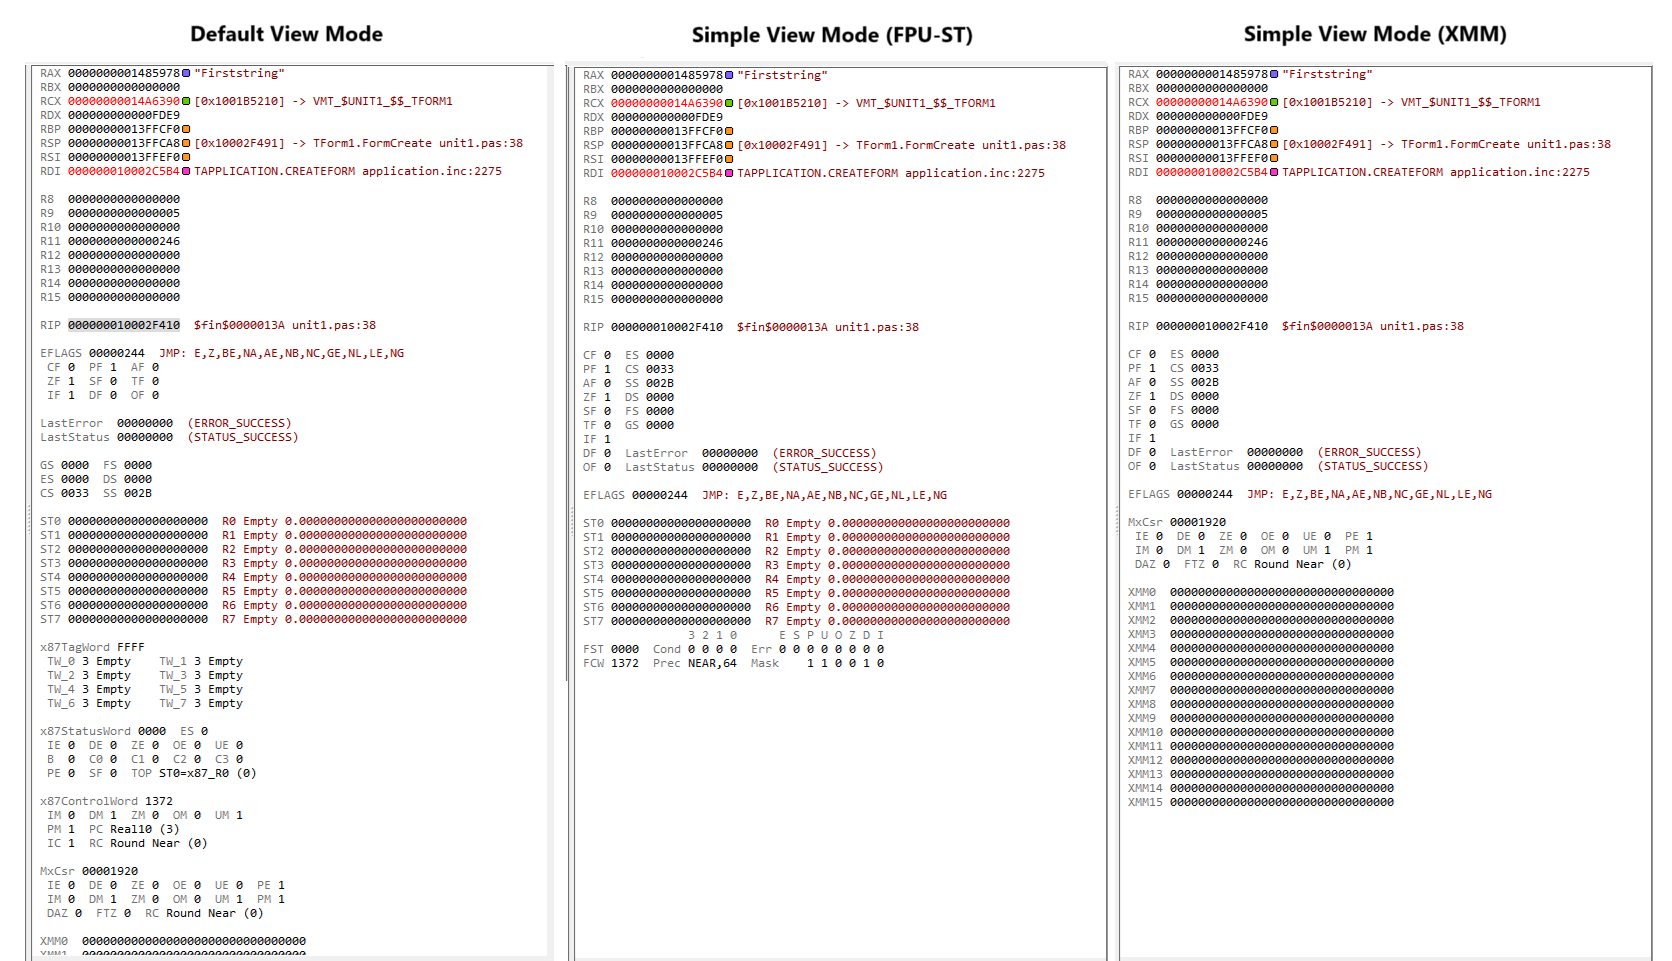 Default View Mode
RAX 0000000001485978 "Firststring"
RBX 0000000000000000
RCX 00000000014A6390 [0x1001B5210] -> VMT_$UNIT1_$$_TFORM1
RDX 000000000000FDE9
RBP 00000000013FFCF0
RSP 00000000013FFCA8 [0x10002F491] -> TForm1.FormCreate unit1.pas:38
RSI 00000000013FFEF0
RDI 000000010002C5B4 TAPPLICATION.CREATEFORM application.inc:2275
R8 0000000000000000
R9 0000000000000005
R10 0000000000000000
R11 0000000000000246
R12 0000000000000000
R13 0000000000000000
R14 0000000000000000
R15 0000000000000000
RIP 000000010002F410 $fin$0000013A unit1.pas:38
EFLAGS 00000244 JMP: E,Z,BE,NA,AE,NB,NC,GE,NL,LE,NG
CF 0 PF 1 AF 0
ZF 1 SF 0 TF 0
IF 1 DF 0 OF 0
LastError 00000000 (ERROR_SUCCESS)
LastStatus 00000000 (STATUS_SUCCESS)
GS 0000 FS 0000
ES 0000 DS 0000
CS 0033 SS 002B
ST0 00000000000000000000 R0 Empty 0.000000000000000000000000
ST1 00000000000000000000 R1 Empty 0.000000000000000000000000
ST2 00000000000000000000 R2 Empty 0.000000000000000000000000
ST3 00000000000000000000 R3 Empty 0.000000000000000000000000
ST4 00000000000000000000 R4 Empty 0.000000000000000000000000
ST5 00000000000000000000 R5 Empty 0.000000000000000000000000
ST6 00000000000000000000 R6 Empty 0.000000000000000000000000
ST7 00000000000000000000 R7 Empty 0.000000000000000000000000
x87TagWord FFFF
TW_0 3 Empty TW_1 3 Empty
TW_2 3 Empty TW_3 3 Empty
TW_4 3 Empty TW_5 3 Empty
TW_6 3 Empty TW_7 3 Empty
x87StatusWord 0000 ES 0
IE 0 DE 0 ZE 0 OE 0 UE 0
B 0 C0 0 C1 0 C2 0 C3 0
PE 0 SF 0 TOP ST0=x87_R0 (0)
x87ControlWord 1372
IM 0 DM 1 ZM 0 OM 0 UM 1
PM 1 PC Real10 (3)
IC 1 RC Round Near (0)
MxCsr 00001920
IE 0 DE 0 ZE 0 OE 0 UE 0 PE 1
IM 0 DM 1 ZM 0 OM 0 UM 1 PM 1
DAZ 0 FTZ 0 RC Round Near (0)
XMM0 00000000000000000000000000000000
XMM1 00000000000000000000000000000000
Simple View Mode (FPU-ST)
RAX 0000000001485978 "Firststring"
RBX 0000000000000000
RCX 00000000014A6390 [0x1001B5210] -> VMT_$UNIT1_$$_TFORM1
RDX 000000000000FDE9
RBP 00000000013FFCF0
RSP 00000000013FFCA8 [0x10002F491] -> TForm1.FormCreate unit1.pas:38
RSI 00000000013FFEF0
RDI 000000010002C5B4 TAPPLICATION.CREATEFORM application.inc:2275
R8 0000000000000000
R9 0000000000000005
R10 0000000000000000
R11 0000000000000246
R12 0000000000000000
R13 0000000000000000
R14 0000000000000000
R15 0000000000000000
RIP 000000010002F410 $fin$0000013A unit1.pas:38
CF 0 ES 0000
PF 1 CS 0033
AF 0 SS 002B
ZF 1 DS 0000
SF 0 FS 0000
TF 0 GS 0000
IF 1
DF 0 LastError 00000000 (ERROR_SUCCESS)
OF 0 LastStatus 00000000 (STATUS_SUCCESS)
EFLAGS 00000244 JMP: E,Z,BE,NA,AE,NB,NC,GE,NL,LE,NG
ST0 00000000000000000000 R0 Empty 0.000000000000000000000000
ST1 00000000000000000000 R1 Empty 0.000000000000000000000000
ST2 00000000000000000000 R2 Empty 0.000000000000000000000000
ST3 00000000000000000000 R3 Empty 0.000000000000000000000000
ST4 00000000000000000000 R4 Empty 0.000000000000000000000000
ST5 00000000000000000000 R5 Empty 0.000000000000000000000000
ST6 00000000000000000000 R6 Empty 0.000000000000000000000000
ST7 00000000000000000000 R7 Empty 0.000000000000000000000000
3 2 1 0 E S P U O Z D I
FST 0000 Cond 0 0 0 0 Err 0 0 0 0 0 0 0 0
FCW 1372 Prec NEAR,64 Mask 1 1 0 0 1 0
Simple View Mode (XMM)
RAX 0000000001485978 "Firststring"
RBX 0000000000000000
RCX 00000000014A6390 [0x1001B5210] -> VMT_$UNIT1_$$_TFORM1
RDX 000000000000FDE9
RBP 00000000013FFCF0
RSP 00000000013FFCA8 [0x10002F491] -> TForm1.FormCreate unit1.pas:38
RSI 00000000013FFEF0
RDI 000000010002C5B4 TAPPLICATION.CREATEFORM application.inc:2275
R8 0000000000000000
R9 0000000000000005
R10 0000000000000000
R11 0000000000000246
R12 0000000000000000
R13 0000000000000000
R14 0000000000000000
R15 0000000000000000
RIP 000000010002F410 $fin$0000013A unit1.pas:38
CF 0 ES 0000
PF 1 CS 0033
AF 0 SS 002B
ZF 1 DS 0000
SF 0 FS 0000
TF 0 GS 0000
IF 1
DF 0 LastError 00000000 (ERROR_SUCCESS)
OF 0 LastStatus 00000000 (STATUS_SUCCESS)
EFLAGS 00000244 JMP: E,Z,BE,NA,AE,NB,NC,GE,NL,LE,NG
MxCsr 00001920
IE 0 DE 0 ZE 0 OE 0 UE 0 PE 1
IM 0 DM 1 ZM 0 OM 0 UM 1 PM 1
DAZ 0 FTZ 0 RC Round Near (0)
XMM0 00000000000000000000000000000000
XMM1 00000000000000000000000000000000
XMM2 00000000000000000000000000000000
XMM3 00000000000000000000000000000000
XMM4 00000000000000000000000000000000
XMM5 00000000000000000000000000000000
XMM6 00000000000000000000000000000000
XMM7 00000000000000000000000000000000
XMM8 00000000000000000000000000000000
XMM9 00000000000000000000000000000000
XMM10 00000000000000000000000000000000
XMM11 00000000000000000000000000000000
XMM12 00000000000000000000000000000000
XMM13 00000000000000000000000000000000
XMM14 00000000000000000000000000000000
XMM15 00000000000000000000000000000000